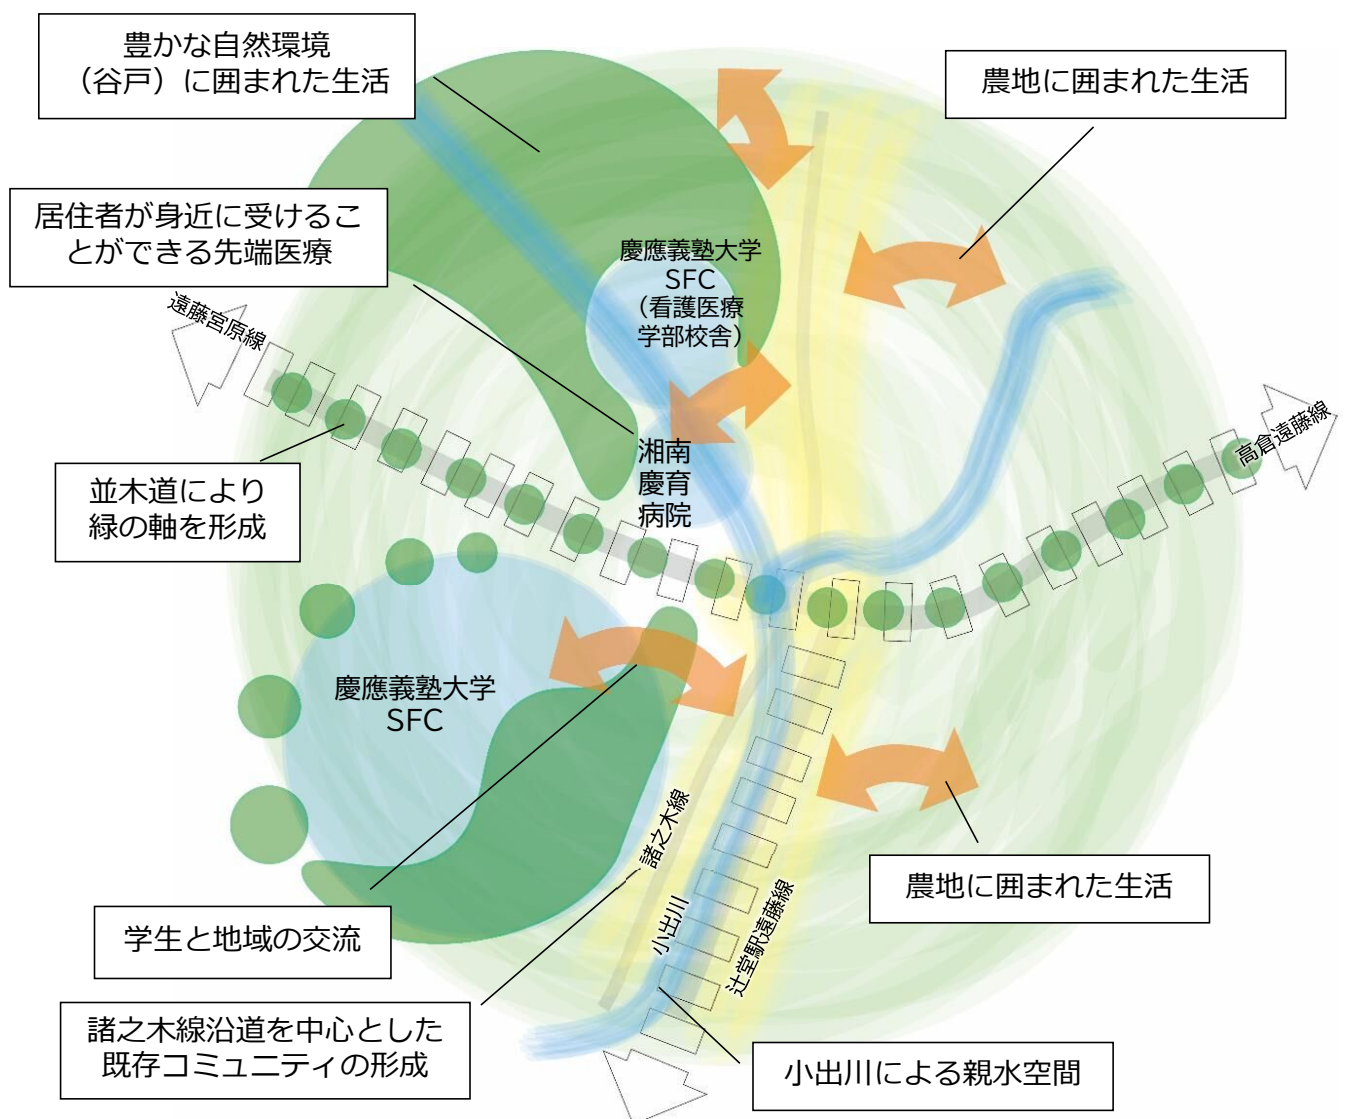 豊かな自然環境
（谷戸）に囲まれた生活
農地に囲まれた生活
居住者が身近に受けるこ
とができる先端医療
慶應義塾大学
SFC
（看護医療
学部校舎）
遠藤宮原線
高倉遠藤線
湘南
慶育
病院
並木道により
緑の軸を形成
慶應義塾大学
SFC
諸之木線
農地に囲まれた生活
小出川
辻堂駅遠藤線
学生と地域の交流
諸之木線沿道を中心とした
既存コミュニティの形成
小出川による親水空間